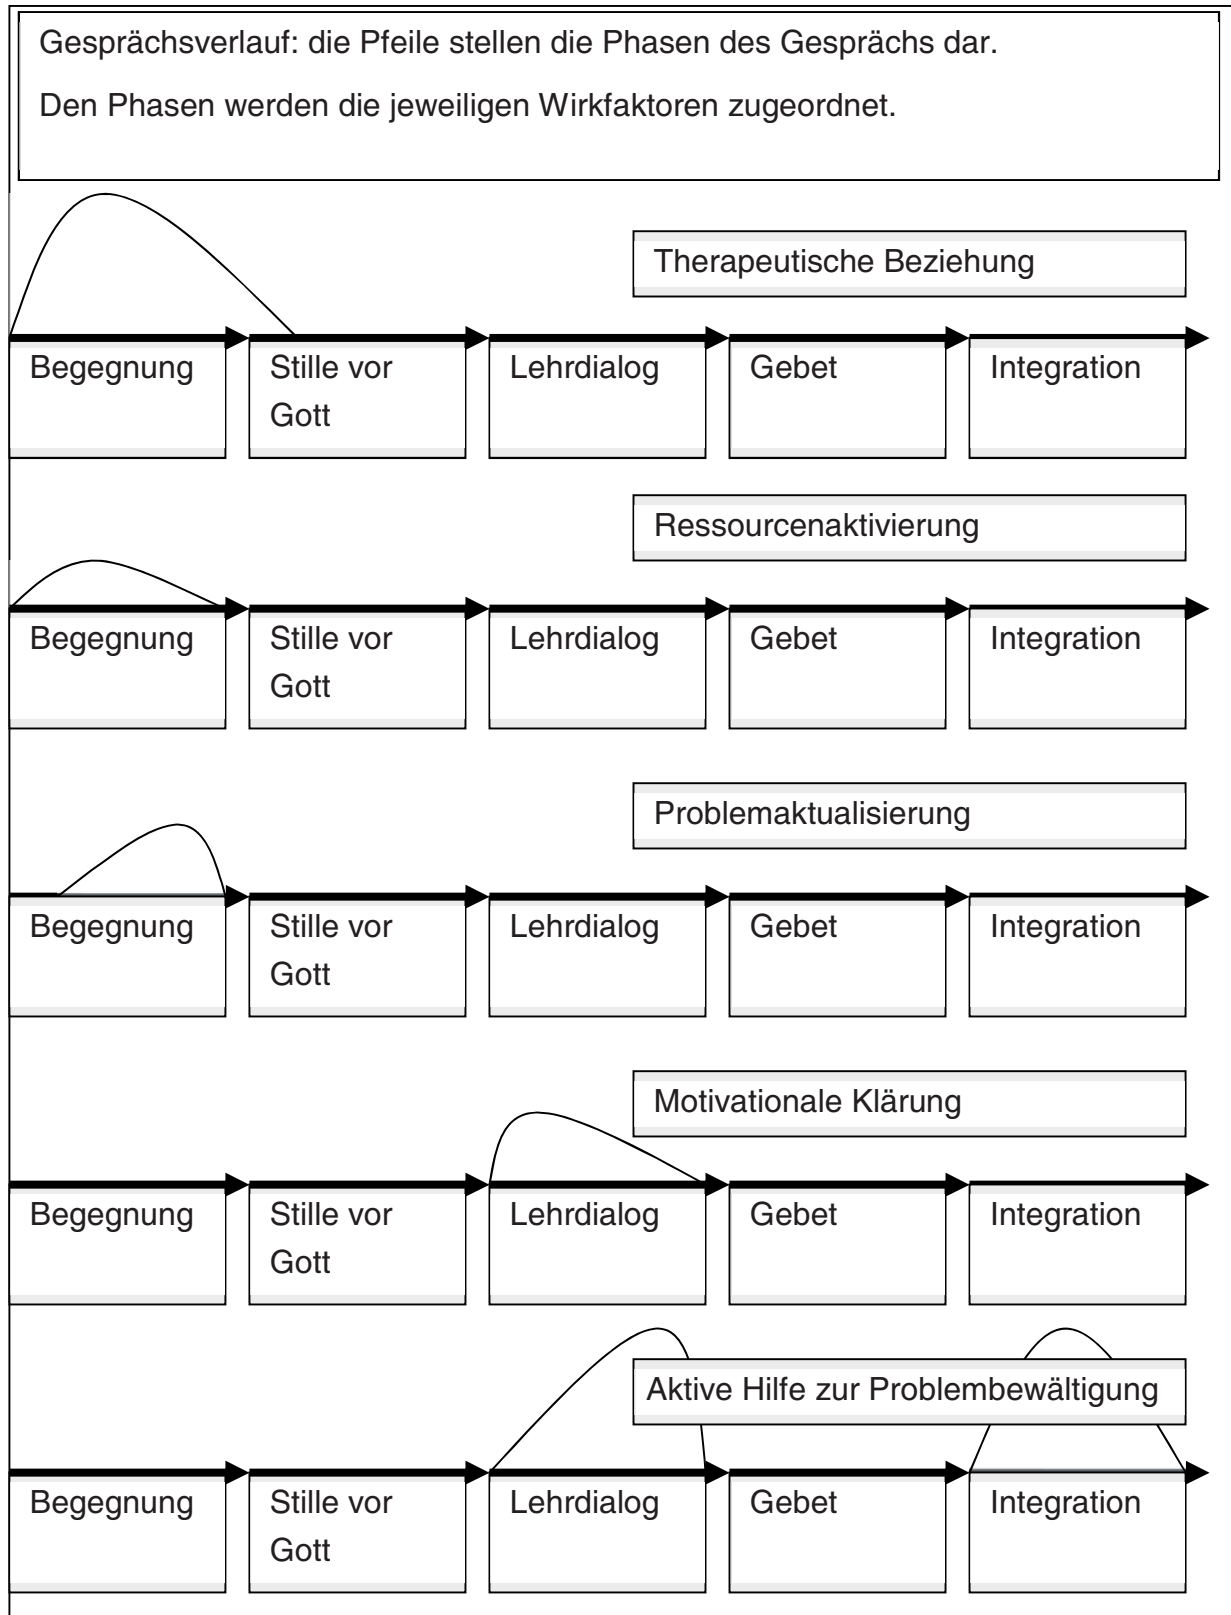 Gesprächsverlauf: die Pfeile stellen die Phasen des Gesprächs dar.
Den Phasen werden die jeweiligen Wirkfaktoren zugeordnet.
Therapeutische Beziehung
Begegnung
Stille vor
Gott
Lehrdialog
Gebet
Integration
Ressourcenaktivierung
Begegnung
Stille vor
Gott
Lehrdialog
Gebet
Integration
Problemaktualisierung
Begegnung
Stille vor
Gott
Lehrdialog
Gebet
Integration
Motivationale Klärung
Begegnung
Stille vor
Gott
Lehrdialog
Gebet
Integration
Aktive Hilfe zur Problembewältigung
Begegnung
Stille vor
Gott
Lehrdialog
Gebet
Integration